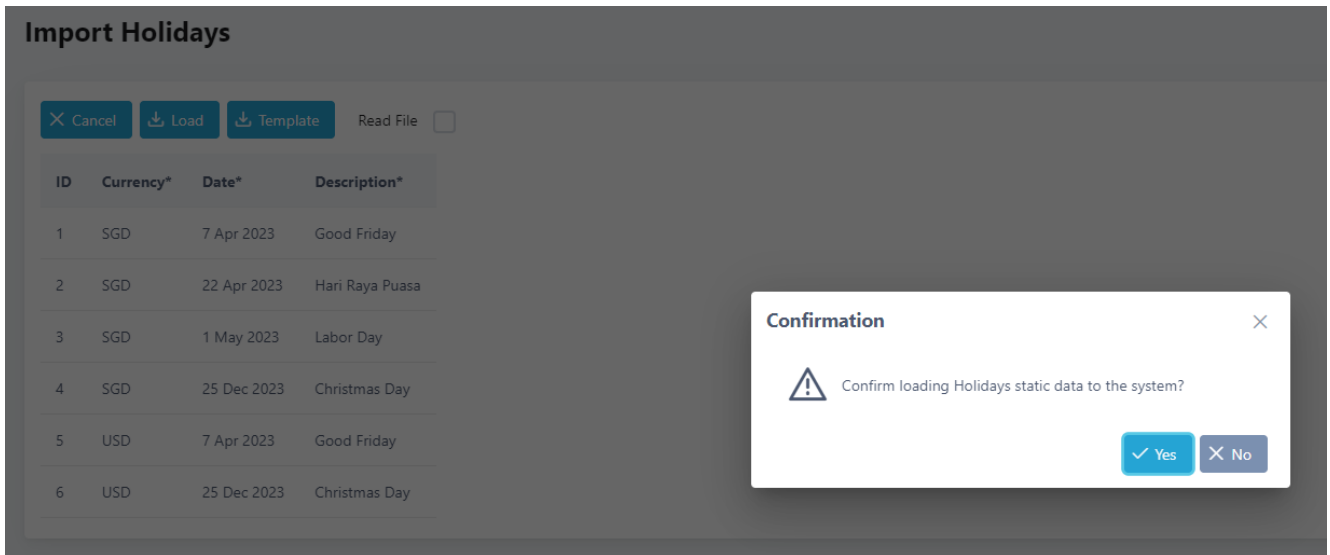 Import Holidays
Cancel Load Template Read File
ID Currency* Date* Description*
1 SGD 7 Apr 2023 Good Friday
2 SGD 22 Apr 2023 Hari Raya Puasa
3 SGD 1 May 2023 Labor Day
4 SGD 25 Dec 2023 Christmas Day
5 USD 7 Apr 2023 Good Friday
6 USD 25 Dec 2023 Christmas Day
Confirmation
Confirm loading Holidays static data to the system?
Yes No